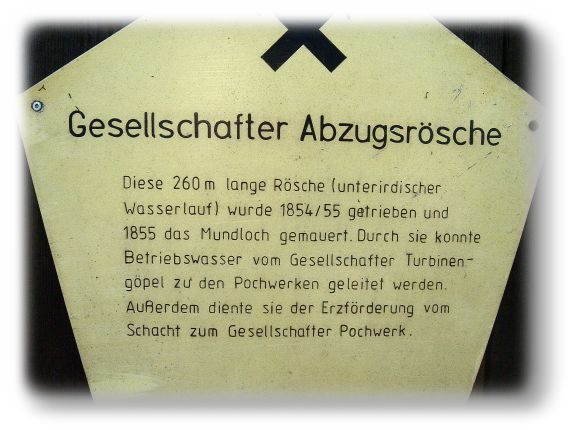 Gesellschafter Abzugsrösche
Diese 260 m lange Rösche (unterirdischer
Wasserlauf) wurde 1854/55 getrieben und
1855 das Mundloch gemauert. Durch sie konnte
Betriebswasser vom Gesellschafter Turbinen-
göpel zu den Pochwerken geleitet werden.
Außerdem diente sie der Erzförderung vom
Schacht zum Gesellschafter Pochwerk.